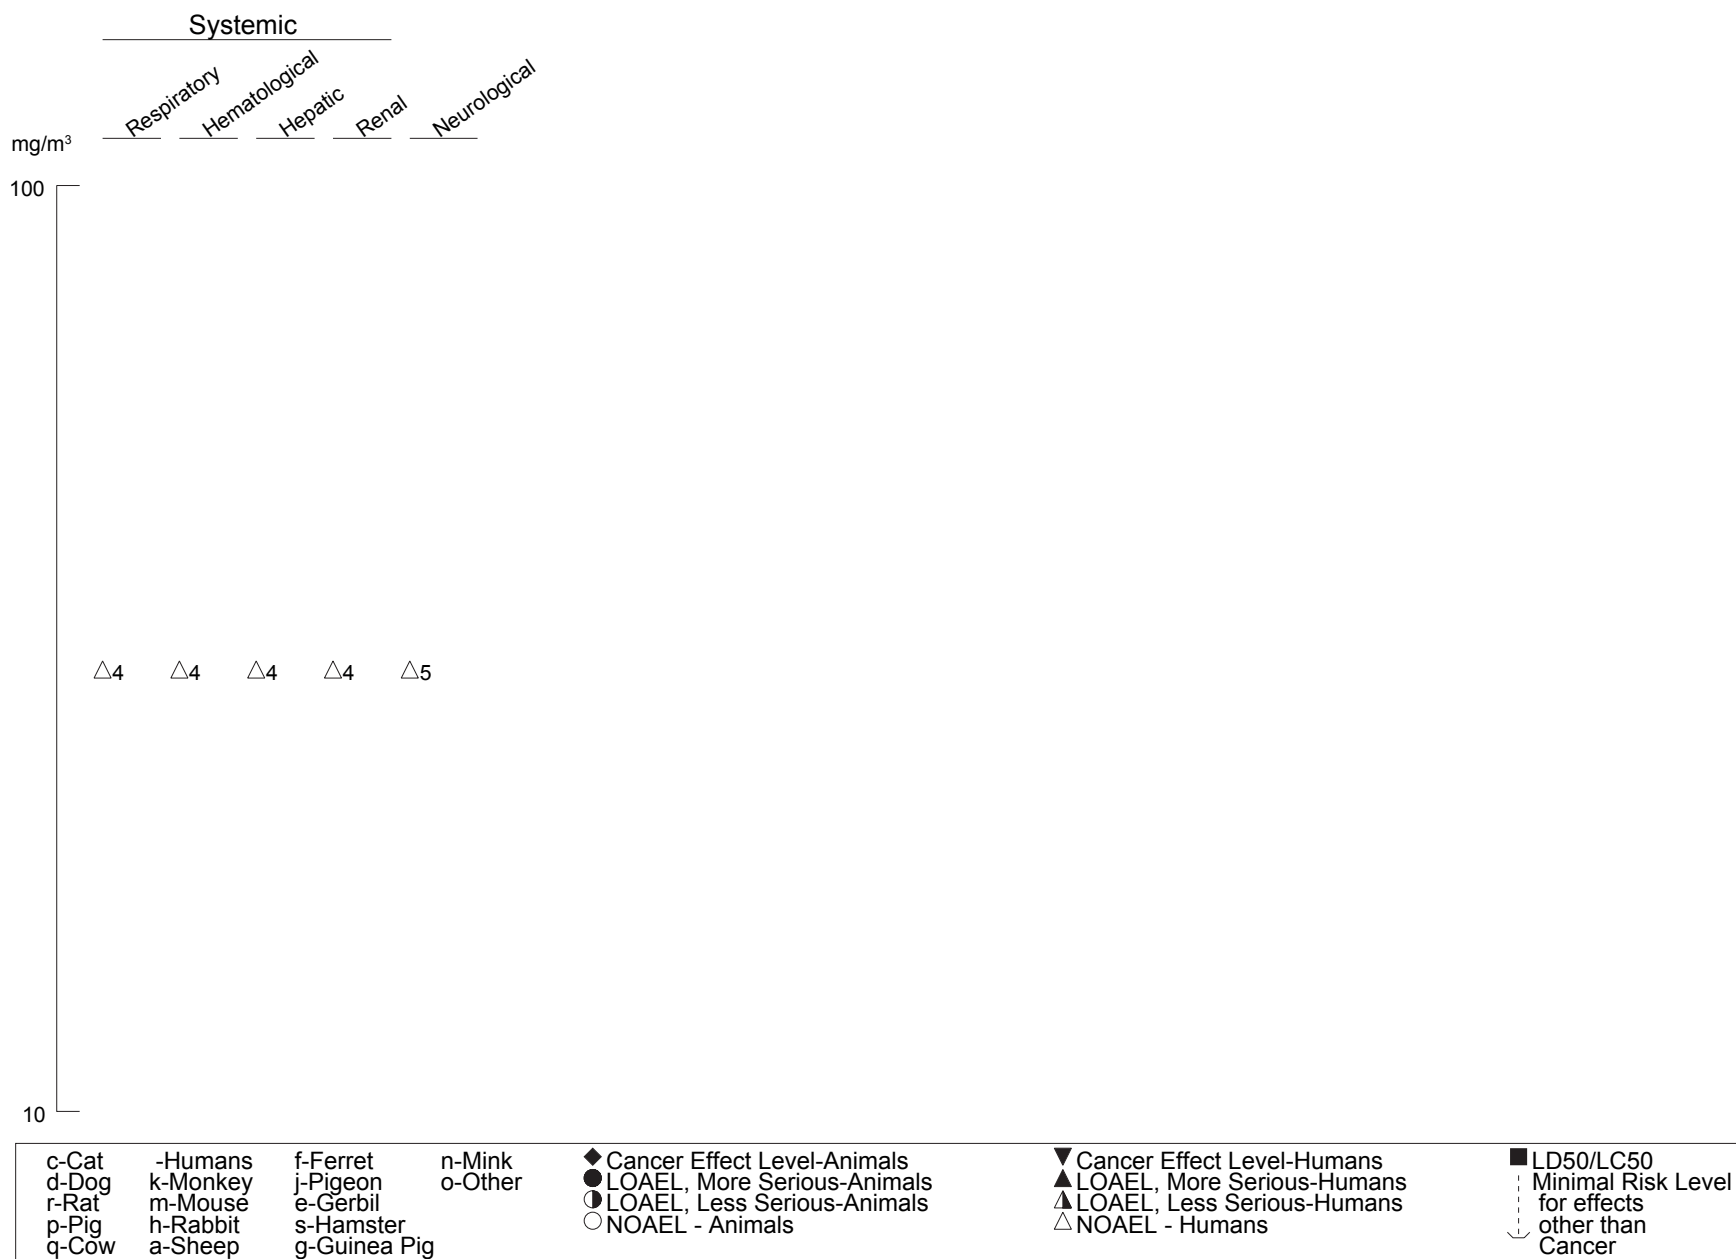 Systemic
Respiratory Hematological Hepatic Renal Neurological
mg/m³
100
△4 △4 △4 △4 △5
10
c-Cat -Humans f-Ferret n-Mink ◆ Cancer Effect Level-Animals ▼ Cancer Effect Level-Humans ■ LD50/LC50
d-Dog k-Monkey j-Pigeon o-Other ● LOAEL, More Serious-Animals ▲ LOAEL, More Serious-Humans Minimal Risk Level
r-Rat m-Mouse e-Gerbil ◑ LOAEL, Less Serious-Animals ◮ LOAEL, Less Serious-Humans for effects
p-Pig h-Rabbit s-Hamster ○ NOAEL - Animals △ NOAEL - Humans other than
q-Cow a-Sheep g-Guinea Pig Cancer